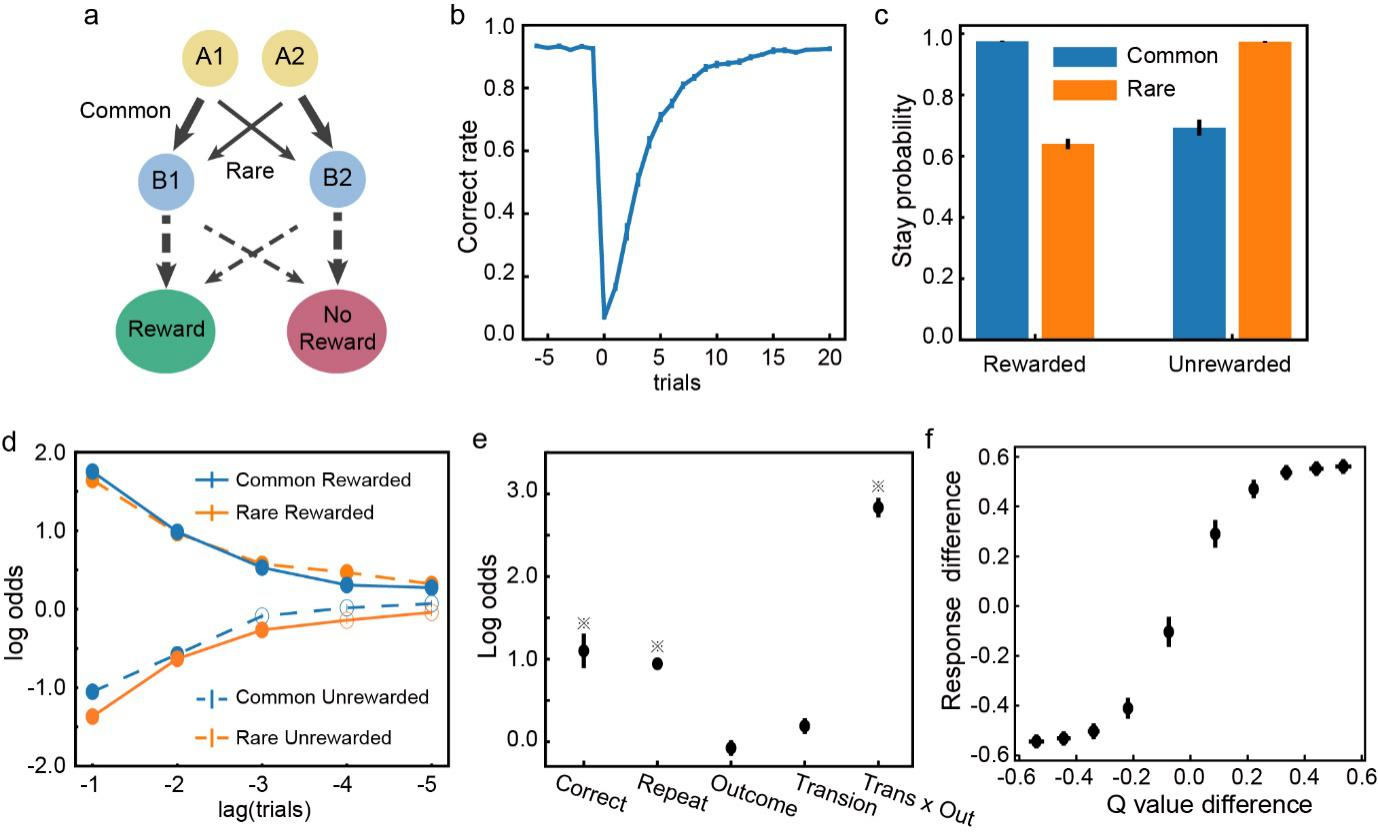 a
A1 A2
Common
Rare
B1 B2
Reward
No
Reward
b
Correct rate
1.0
0.8
0.6
0.4
0.2
0.0
-5 0 5 10 15 20
trials
c
Stay probability
1.0
0.8
0.6
0.4
0.2
0.0
Common
Rare
Rewarded Unrewarded
d
log odds
2.0
1.0
0.0
-1.0
-2.0
Common Rewarded
Rare Rewarded
Common Unrewarded
Rare Unrewarded
-1 -2 -3 -4 -5
lag(trials)
e
Log odds
3.0
2.0
1.0
0.0
※
※
※
Correct Repeat Outcome Transion Trans x Out
f
Response difference
0.6
0.4
0.2
0.0
-0.2
-0.4
-0.6
-0.6 -0.4 -0.2 0.0 0.2 0.4 0.6
Q value difference